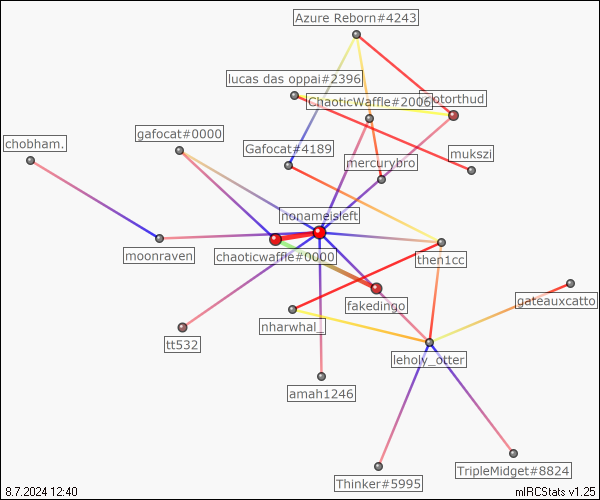 Azure Reborn#4243
lucas das oppai#2396
ChaoticWaffle#2006
otorthud
chobham.
gafocat#0000
Gafocat#4189
mercurybro
mukszi
nonameisleft
moonraven
chaoticwaffle#0000
then1cc
fakedingo
gateauxcatto
nharwhal_
tt532
leholy_otter
amah1246
Thinker#5995
TripleMidget#8824
8.7.2024 12:40
mIRCStats v1.25